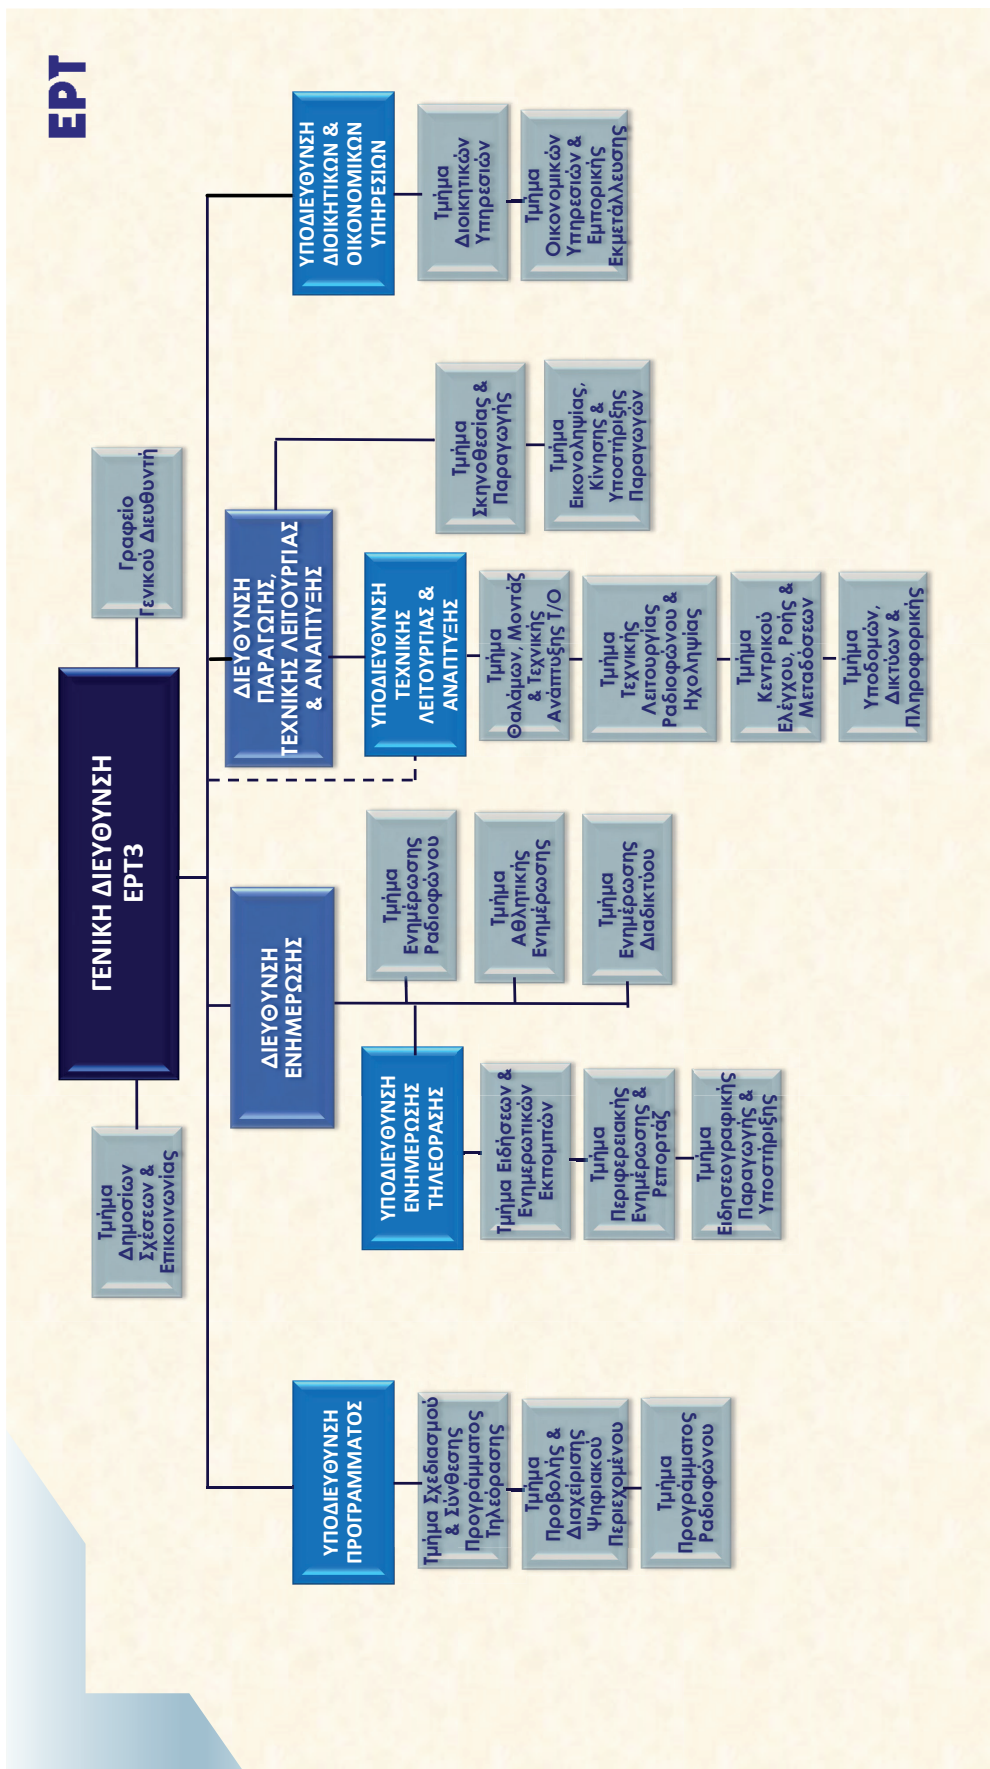 ΕΡΤ
ΓΕΝΙΚΗ ΔΙΕΥΘΥΝΣΗ
ΕΡΤ3
Τμήμα
Δημοσίων
Σχέσεων &
Επικοινωνίας
Γραφείο
Γενικού Διευθυντή
ΥΠΟΔΙΕΥΘΥΝΣΗ
ΠΡΟΓΡΑΜΜΑΤΟΣ
Τμήμα Σχεδιασμού
& Σύνθεσης
Προγράμματος
Τηλεόρασης
Τμήμα
Προβολής &
Διαχείρισης
Ψηφιακού
Περιεχομένου
Τμήμα
Προγράμματος
Ραδιοφώνου
ΔΙΕΥΘΥΝΣΗ
ΕΝΗΜΕΡΩΣΗΣ
ΥΠΟΔΙΕΥΘΥΝΣΗ
ΕΝΗΜΕΡΩΣΗΣ
ΤΗΛΕΟΡΑΣΗΣ
Τμήμα Ειδήσεων &
Ενημερωτικών
Εκπομπών
Τμήμα
Περιφερειακής
Ενημέρωσης &
Ρεπορτάζ
Τμήμα
Ειδησεογραφικής
Παραγωγής &
Υποστήριξης
Τμήμα
Ενημέρωσης
Ραδιοφώνου
Τμήμα
Αθλητικής
Ενημέρωσης
Τμήμα
Ενημέρωσης
Διαδικτύου
ΔΙΕΥΘΥΝΣΗ
ΠΑΡΑΓΩΓΗΣ,
ΤΕΧΝΙΚΗΣ ΛΕΙΤΟΥΡΓΙΑΣ
& ΑΝΑΠΤΥΞΗΣ
ΥΠΟΔΙΕΥΘΥΝΣΗ
ΤΕΧΝΙΚΗΣ
ΛΕΙΤΟΥΡΓΙΑΣ &
ΑΝΑΠΤΥΞΗΣ
Τμήμα
Θαλάμων, Μοντάζ
& Τεχνικής
Ανάπτυξης Τ/Ο
Τμήμα
Τεχνικής
Λειτουργίας
Ραδιοφώνου &
Ηχοληψίας
Τμήμα
Κεντρικού
Ελέγχου, Ροής &
Μεταδόσεων
Τμήμα
Υποδομών,
Δικτύων &
Πληροφορικής
Τμήμα
Σκηνοθεσίας &
Παραγωγής
Τμήμα
Εικονοληψίας,
Κίνησης &
Υποστήριξης
Παραγωγών
ΥΠΟΔΙΕΥΘΥΝΣΗ
ΔΙΟΙΚΗΤΙΚΩΝ &
ΟΙΚΟΝΟΜΙΚΩΝ
ΥΠΗΡΕΣΙΩΝ
Τμήμα
Διοικητικών
Υπηρεσιών
Τμήμα
Οικονομικών
Υπηρεσιών &
Εμπορικής
Εκμετάλλευσης